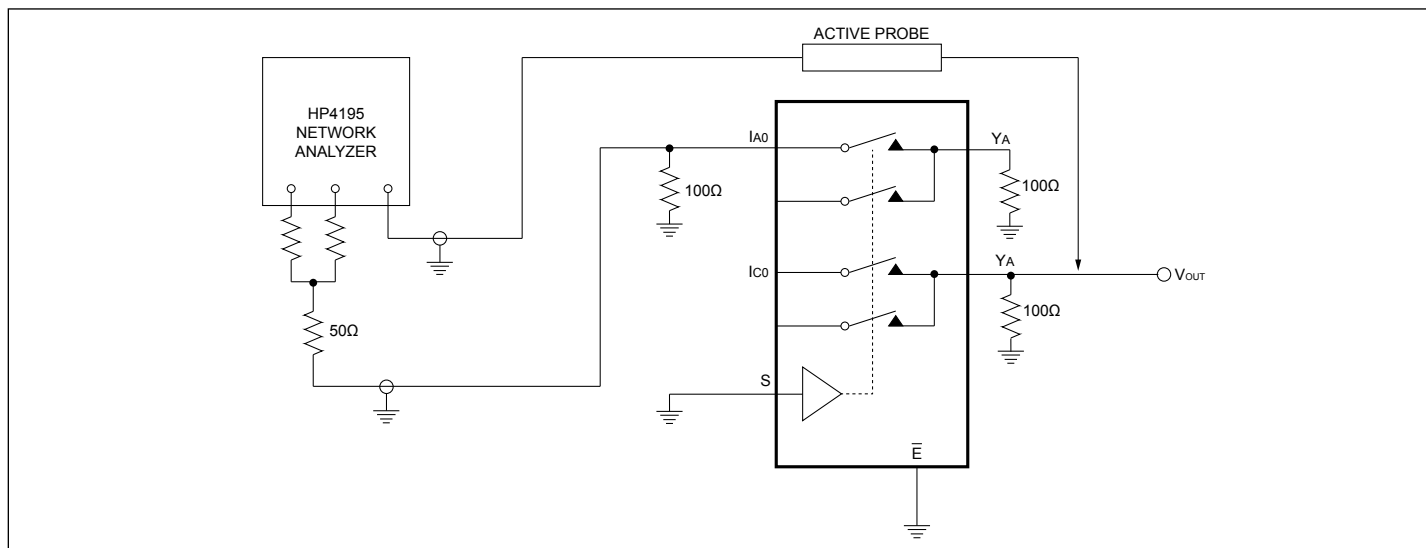 ACTIVE PROBE
HP4195
NETWORK
ANALYZER
IA0
YA
100Ω
100Ω
IC0
YA
VOUT
100Ω
50Ω
S
E̅